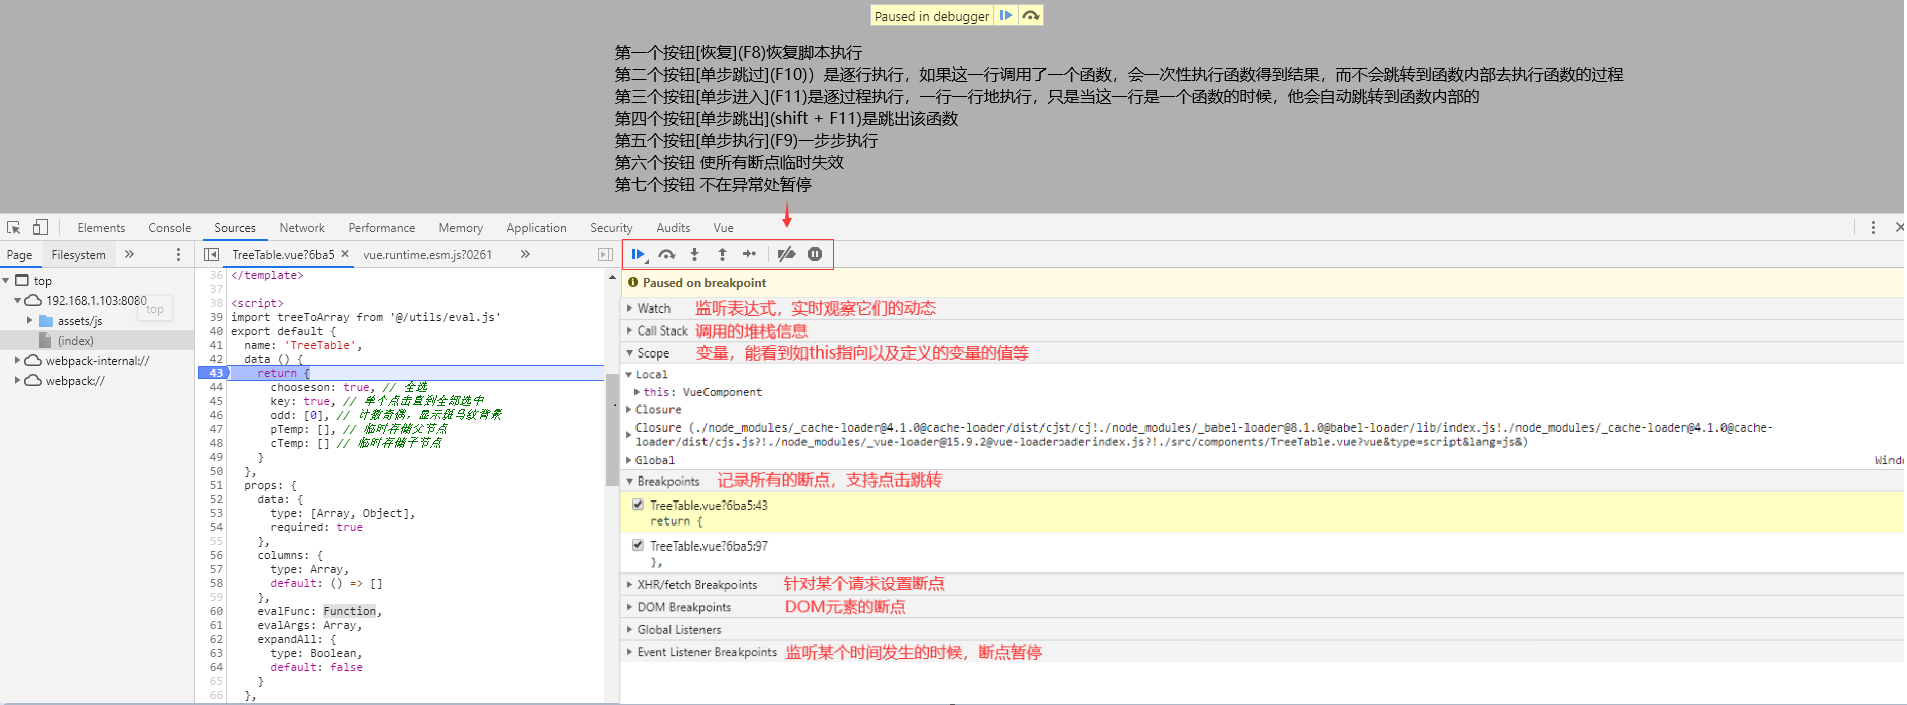 Paused in debugger
第一个按钮[恢复](F8)恢复脚本执行
第二个按钮[单步跳过](F10)）是逐行执行，如果这一行调用了一个函数，会一次性执行函数得到结果，而不会跳转到函数内部去执行函数的过程
第三个按钮[单步进入](F11)是逐过程执行，一行一行地执行，只是当这一行是一个函数的时候，他会自动跳转到函数内部的
第四个按钮[单步跳出](shift + F11)是跳出该函数
第五个按钮[单步执行](F9)一步步执行
第六个按钮 使所有断点临时失效
第七个按钮 不在异常处暂停
Elements Console Sources Network Performance Memory Application Security Audits Vue
Page Filesystem »
top
192.168.1.103:8080
top
assets/js
(index)
webpack-internal://
webpack://
TreeTable.vue?6ba5 × vue.runtime.esm.js?0261 »
36 </template>
37
38 <script>
39 import treeToArray from '@/utils/eval.js'
40 export default {
41 name: 'TreeTable',
42 data () {
43 return {
44 chooseson: true, // 全选
45 key: true, // 单个点击直到全部选中
46 odd: [0], // 计数奇偶，显示斑马纹背景
47 pTemp: [], // 临时存储父节点
48 cTemp: [] // 临时存储子节点
49 }
50 },
51 props: {
52 data: {
53 type: [Array, Object],
54 required: true
55 },
56 columns: {
57 type: Array,
58 default: () => []
59 },
60 evalFunc: Function,
61 evalArgs: Array,
62 expandAll: {
63 type: Boolean,
64 default: false
65 }
66 },
Paused on breakpoint
Watch 监听表达式，实时观察它们的动态
Call Stack 调用的堆栈信息
Scope 变量，能看到如this指向以及定义的变量的值等
Local
this: VueComponent
Closure
Closure (./node_modules/_cache-loader@4.1.0@cache-loader/dist/cjst/cj!./node_modules/_babel-loader@8.1.0@babel-loader/lib/index.js!./node_modules/_cache-loader@4.1.0@cache-
loader/dist/cjs.js?!./node_modules/_vue-loader@15.9.2@vue-loaderɔaderindex.js?!./src/components/TreeTable.vue?vue&type=script&lang=js&)
Global Windo
Breakpoints 记录所有的断点，支持点击跳转
TreeTable.vue?6ba5:43
return {
TreeTable.vue?6ba5:97
},
XHR/fetch Breakpoints 针对某个请求设置断点
DOM Breakpoints DOM元素的断点
Global Listeners
Event Listener Breakpoints 监听某个时间发生的时候，断点暂停